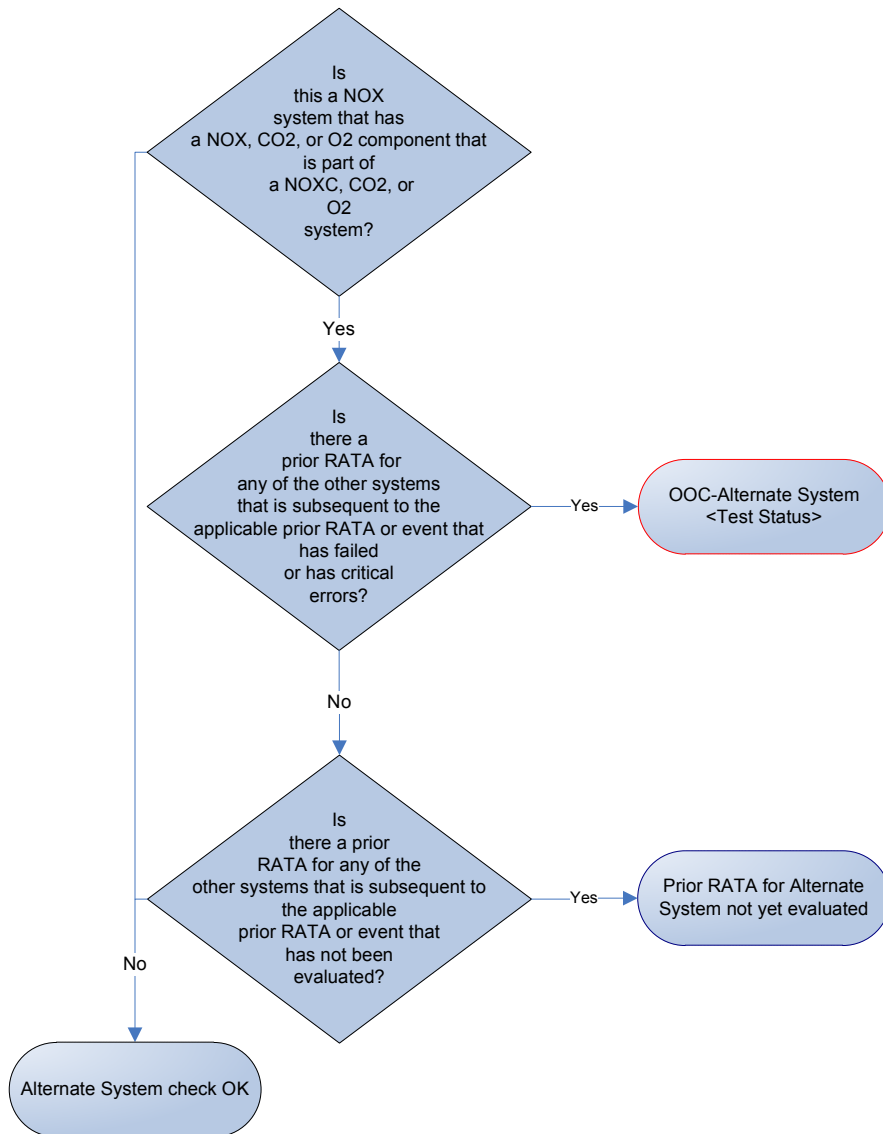 Is
this a NOX
system that has
a NOX, CO2, or O2 component that
is part of
a NOXC, CO2, or
O2
system?
Yes
Is
there a
prior RATA for
any of the other systems
that is subsequent to the
applicable prior RATA or event that
has failed
or has critical
errors?
Yes
OOC-Alternate System
<Test Status>
No
Is
there a prior
RATA for any of the
other systems that is subsequent to
the applicable
prior RATA or event that
has not been
evaluated?
Yes
Prior RATA for Alternate
System not yet evaluated
No
Alternate System check OK